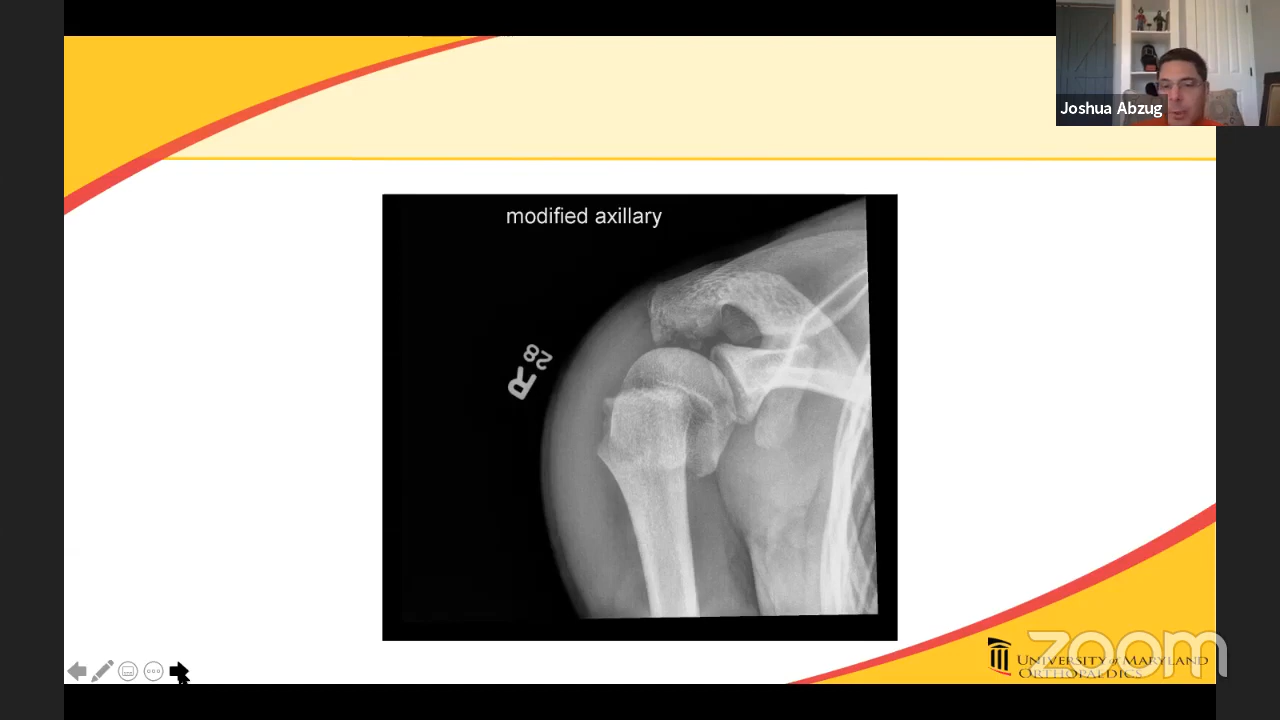 Joshua Abzug
modified axillary
R
28
zoom
UNIVERSITY of MARYLAND
ORTHOPAEDICS